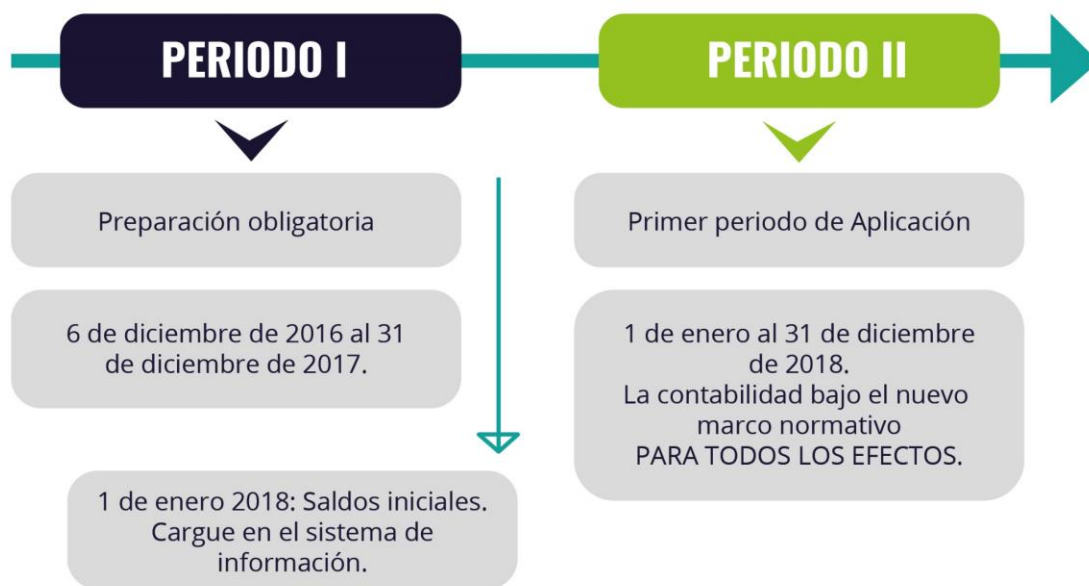 PERIODO I
Preparación obligatoria
6 de diciembre de 2016 al 31
de diciembre de 2017.
1 de enero 2018: Saldos iniciales.
Cargue en el sistema de
información.
PERIODO II
Primer periodo de Aplicación
1 de enero al 31 de diciembre
de 2018.
La contabilidad bajo el nuevo
marco normativo
PARA TODOS LOS EFECTOS.